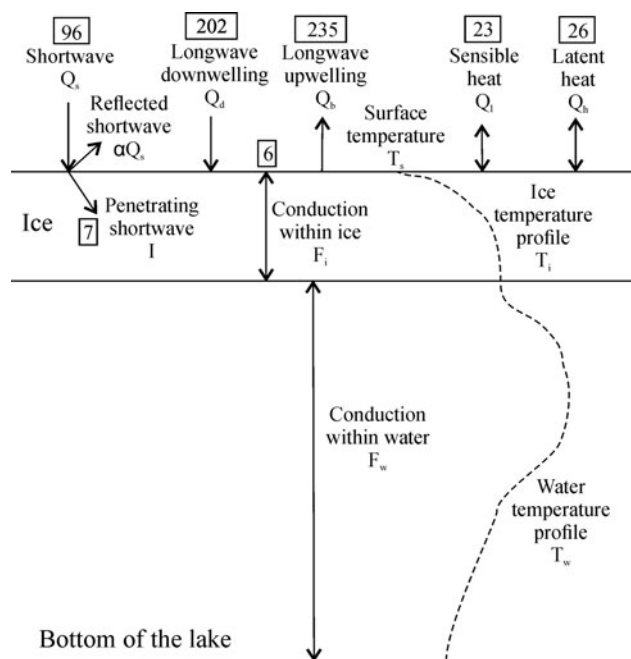 96
Shortwave
Qs
202
Longwave
downwelling
Qd
235
Longwave
upwelling
Qb
23
Sensible
heat
Ql
26
Latent
heat
Qh
Reflected
shortwave
αQs
Surface
temperature
Ts
6
Ice
7
Penetrating
shortwave
I
Conduction
within ice
Fi
Ice
temperature
profile
Ti
Conduction
within water
Fw
Water
temperature
profile
Tw
Bottom of the lake